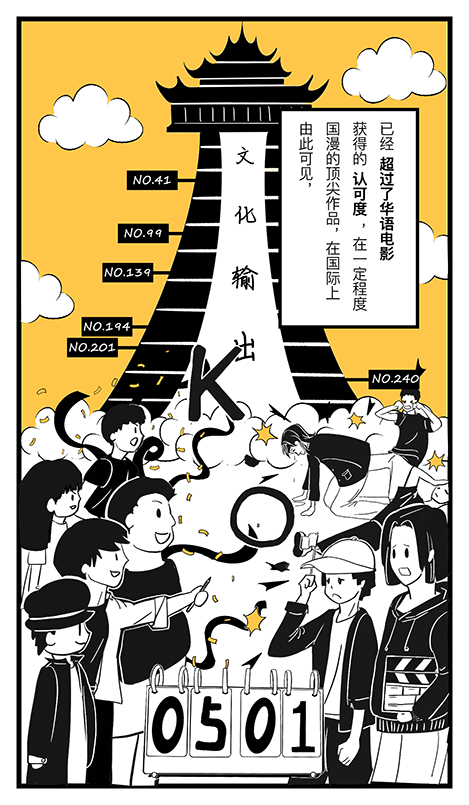 文化输出
由此可见，
国漫的顶尖作品，在国际上
获得的 认可度，在一定程度
已经 超过了华语电影
NO.41
NO.99
NO.139
NO.194
NO.201
NO.240
K
O
0501